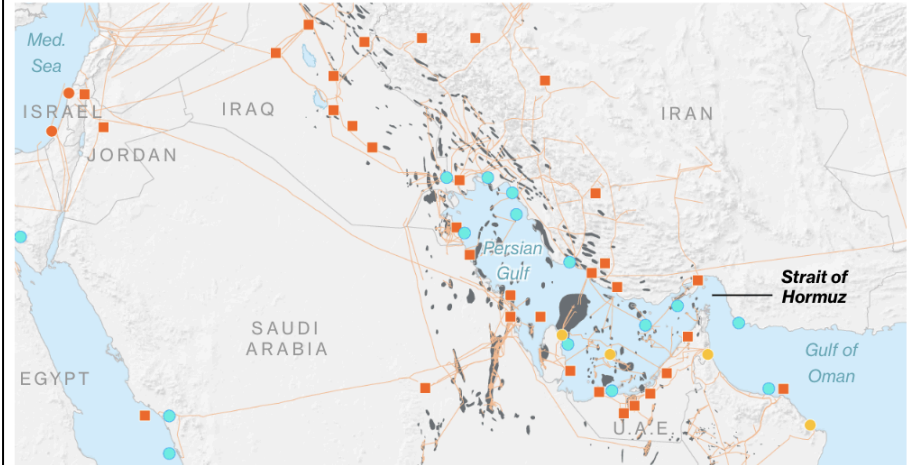 Med.
Sea
ISRAEL
IRAQ
IRAN
JORDAN
Persian
Gulf
Strait of
Hormuz
SAUDI
ARABIA
Gulf of
Oman
EGYPT
U.A.E.